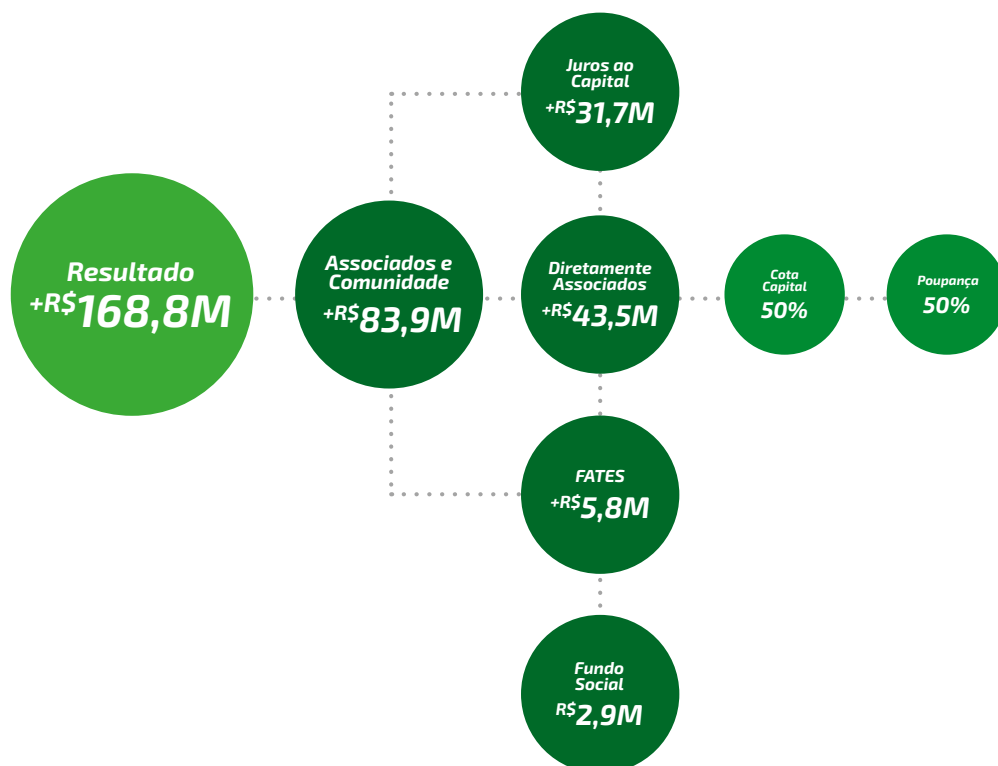 Juros ao
Capital
+R$31,7M
Resultado
+R$168,8M
Associados e
Comunidade
+R$83,9M
Diretamente
Associados
+R$43,5M
Cota
Capital
50%
Poupança
50%
FATES
+R$5,8M
Fundo
Social
R$2,9M